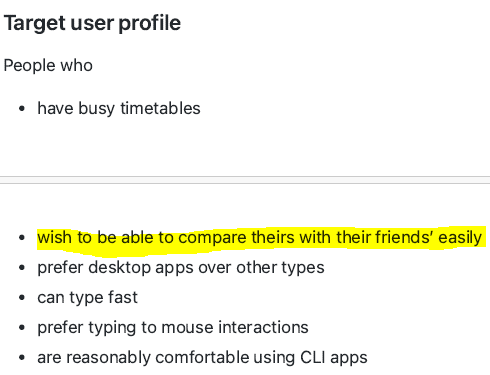 Target user profile
People who
• have busy timetables
• wish to be able to compare theirs with their friends’ easily
• prefer desktop apps over other types
• can type fast
• prefer typing to mouse interactions
• are reasonably comfortable using CLI apps